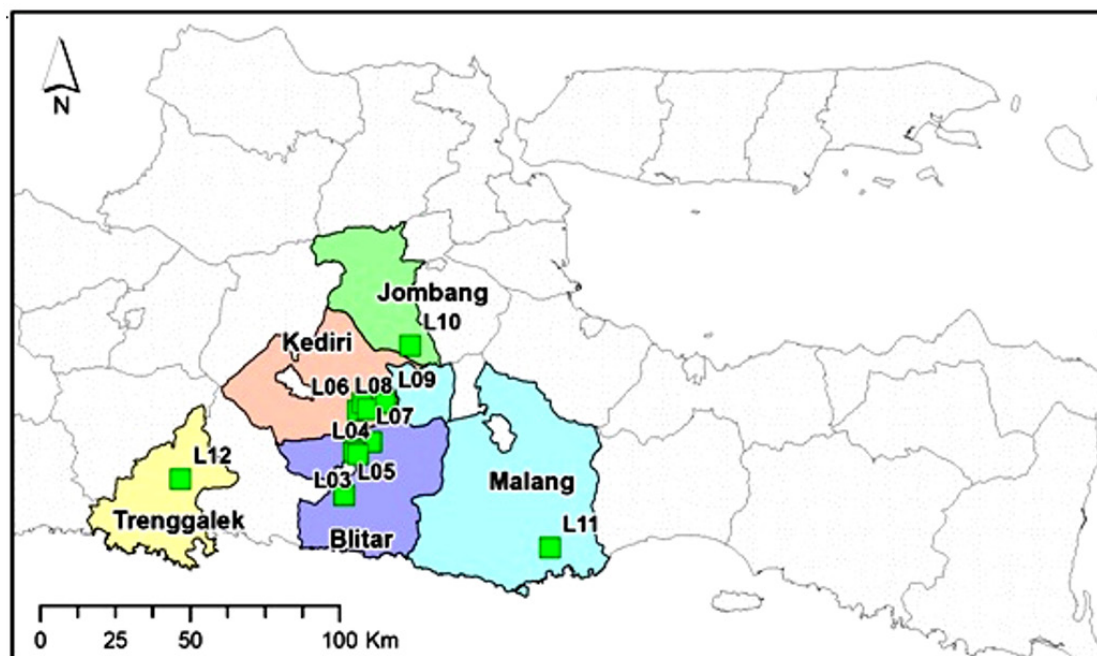 N
Jombang
L10
Kediri
L06 L08 L09
L07
L04
L12
L03 L05
Malang
Trenggalek
L11
Blitar
0 25 50 100 Km